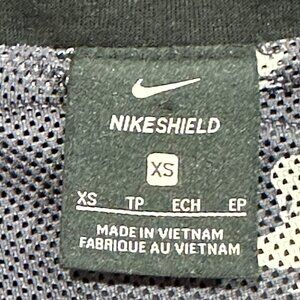 NIKESHIELD
XS
XS TP ECH EP
MADE IN VIETNAM
FABRIQUE AU VIETNAM